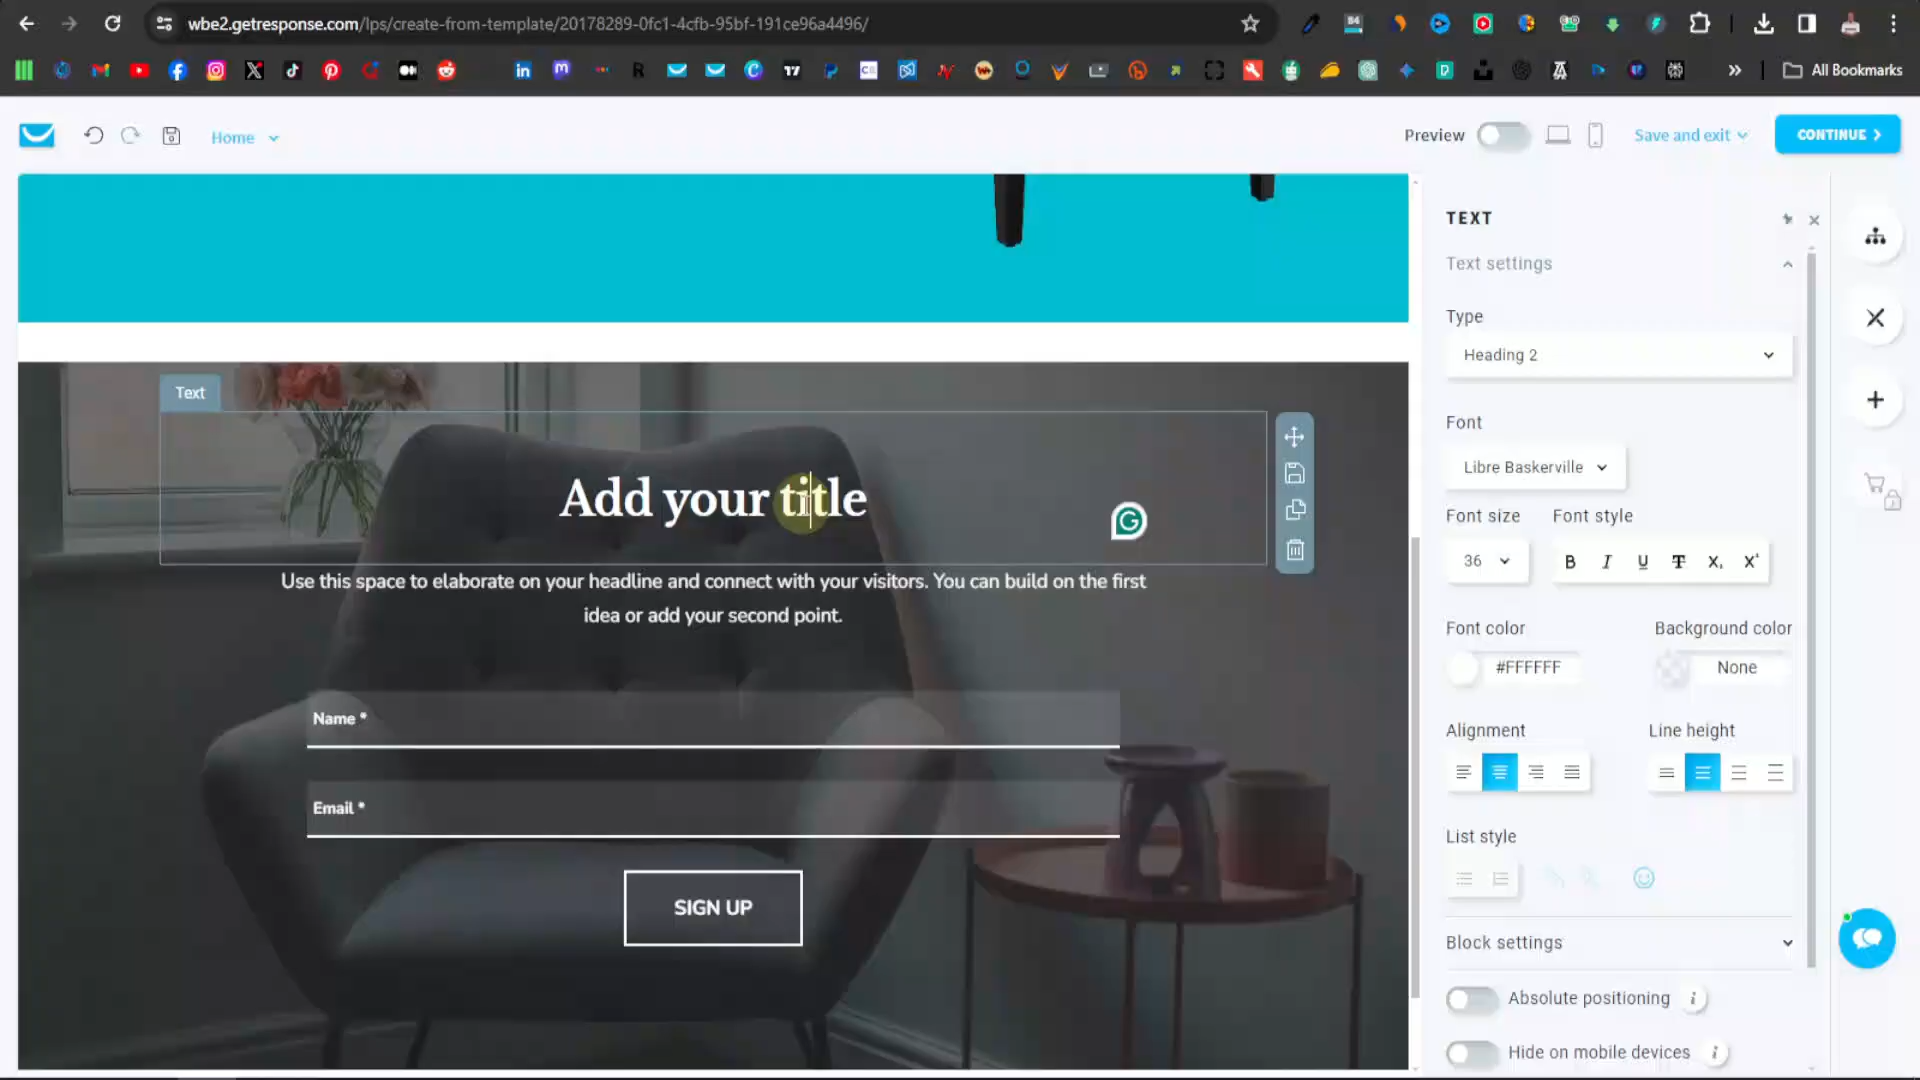 wbe2.getresponse.com/lps/create-from-template/20178289-0fc1-4cfb-95bf-191ce96a4496/
All Bookmarks
Home
Preview
Save and exit
CONTINUE
Text
Add your title
Use this space to elaborate on your headline and connect with your visitors. You can build on the first
idea or add your second point.
Name *
Email *
SIGN UP
TEXT
Text settings
Type
Heading 2
Font
Libre Baskerville
Font size
Font style
36
B I U T X, X'
Font color
Background color
#FFFFFF
None
Alignment
Line height
List style
Block settings
Absolute positioning
Hide on mobile devices